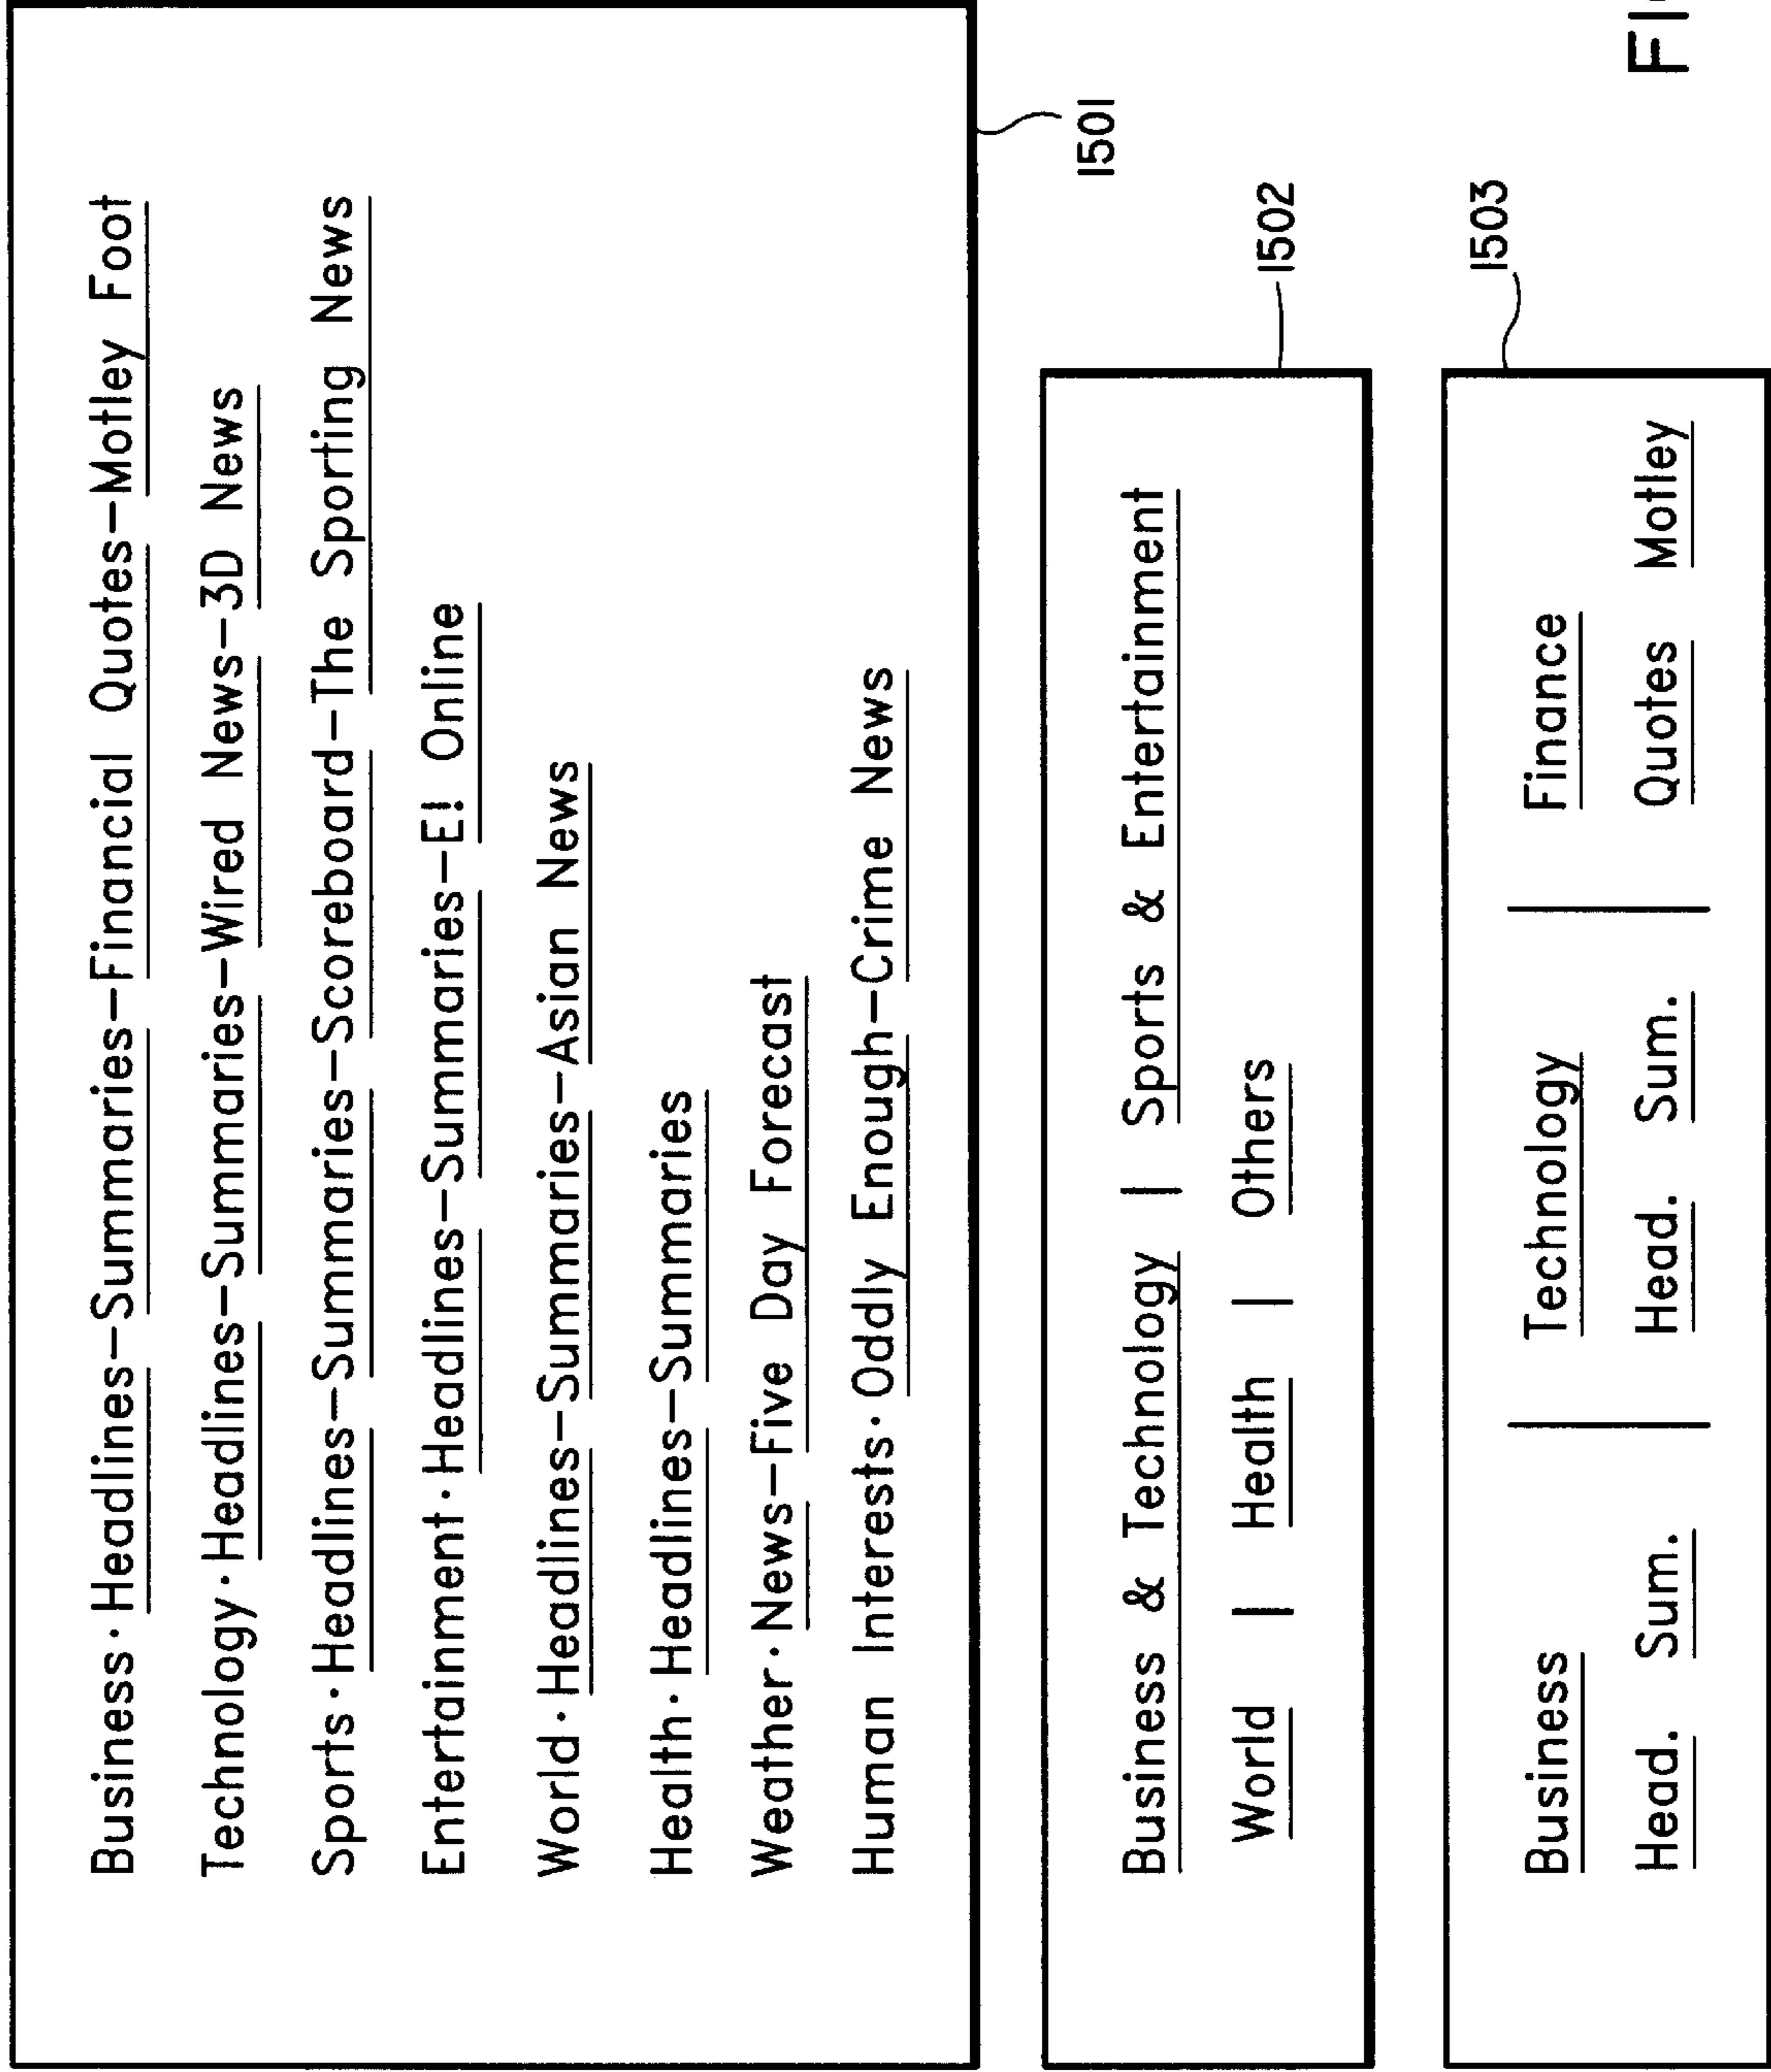 Business · Headlines–Summaries–Financial Quotes–Motley Foot
Technology · Headlines–Summaries–Wired News–3D News
Sports · Headlines–Summaries–Scoreboard–The Sporting News
Entertainment · Headlines–Summaries–E! Online
World · Headlines–Summaries–Asian News
Health · Headlines–Summaries
Weather · News–Five Day Forecast
Human Interests · Oddly Enough–Crime News
1501
Business & Technology | Sports & Entertainment
World | Health | Others
1502
Business | Technology | Finance
Head. Sum. | Head. Sum. | Quotes Motley
1503